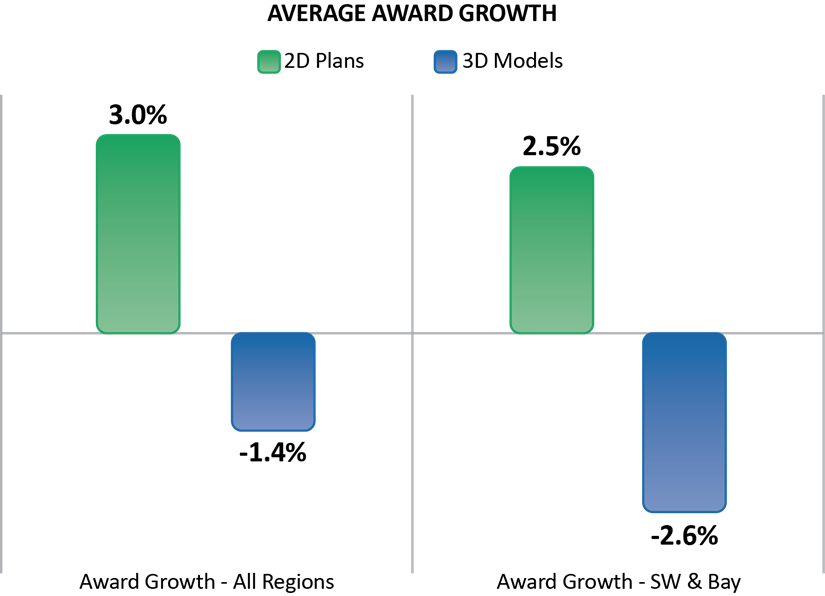 AVERAGE AWARD GROWTH
2D Plans 3D Models
3.0%
2.5%
-1.4%
-2.6%
Award Growth - All Regions
Award Growth - SW & Bay